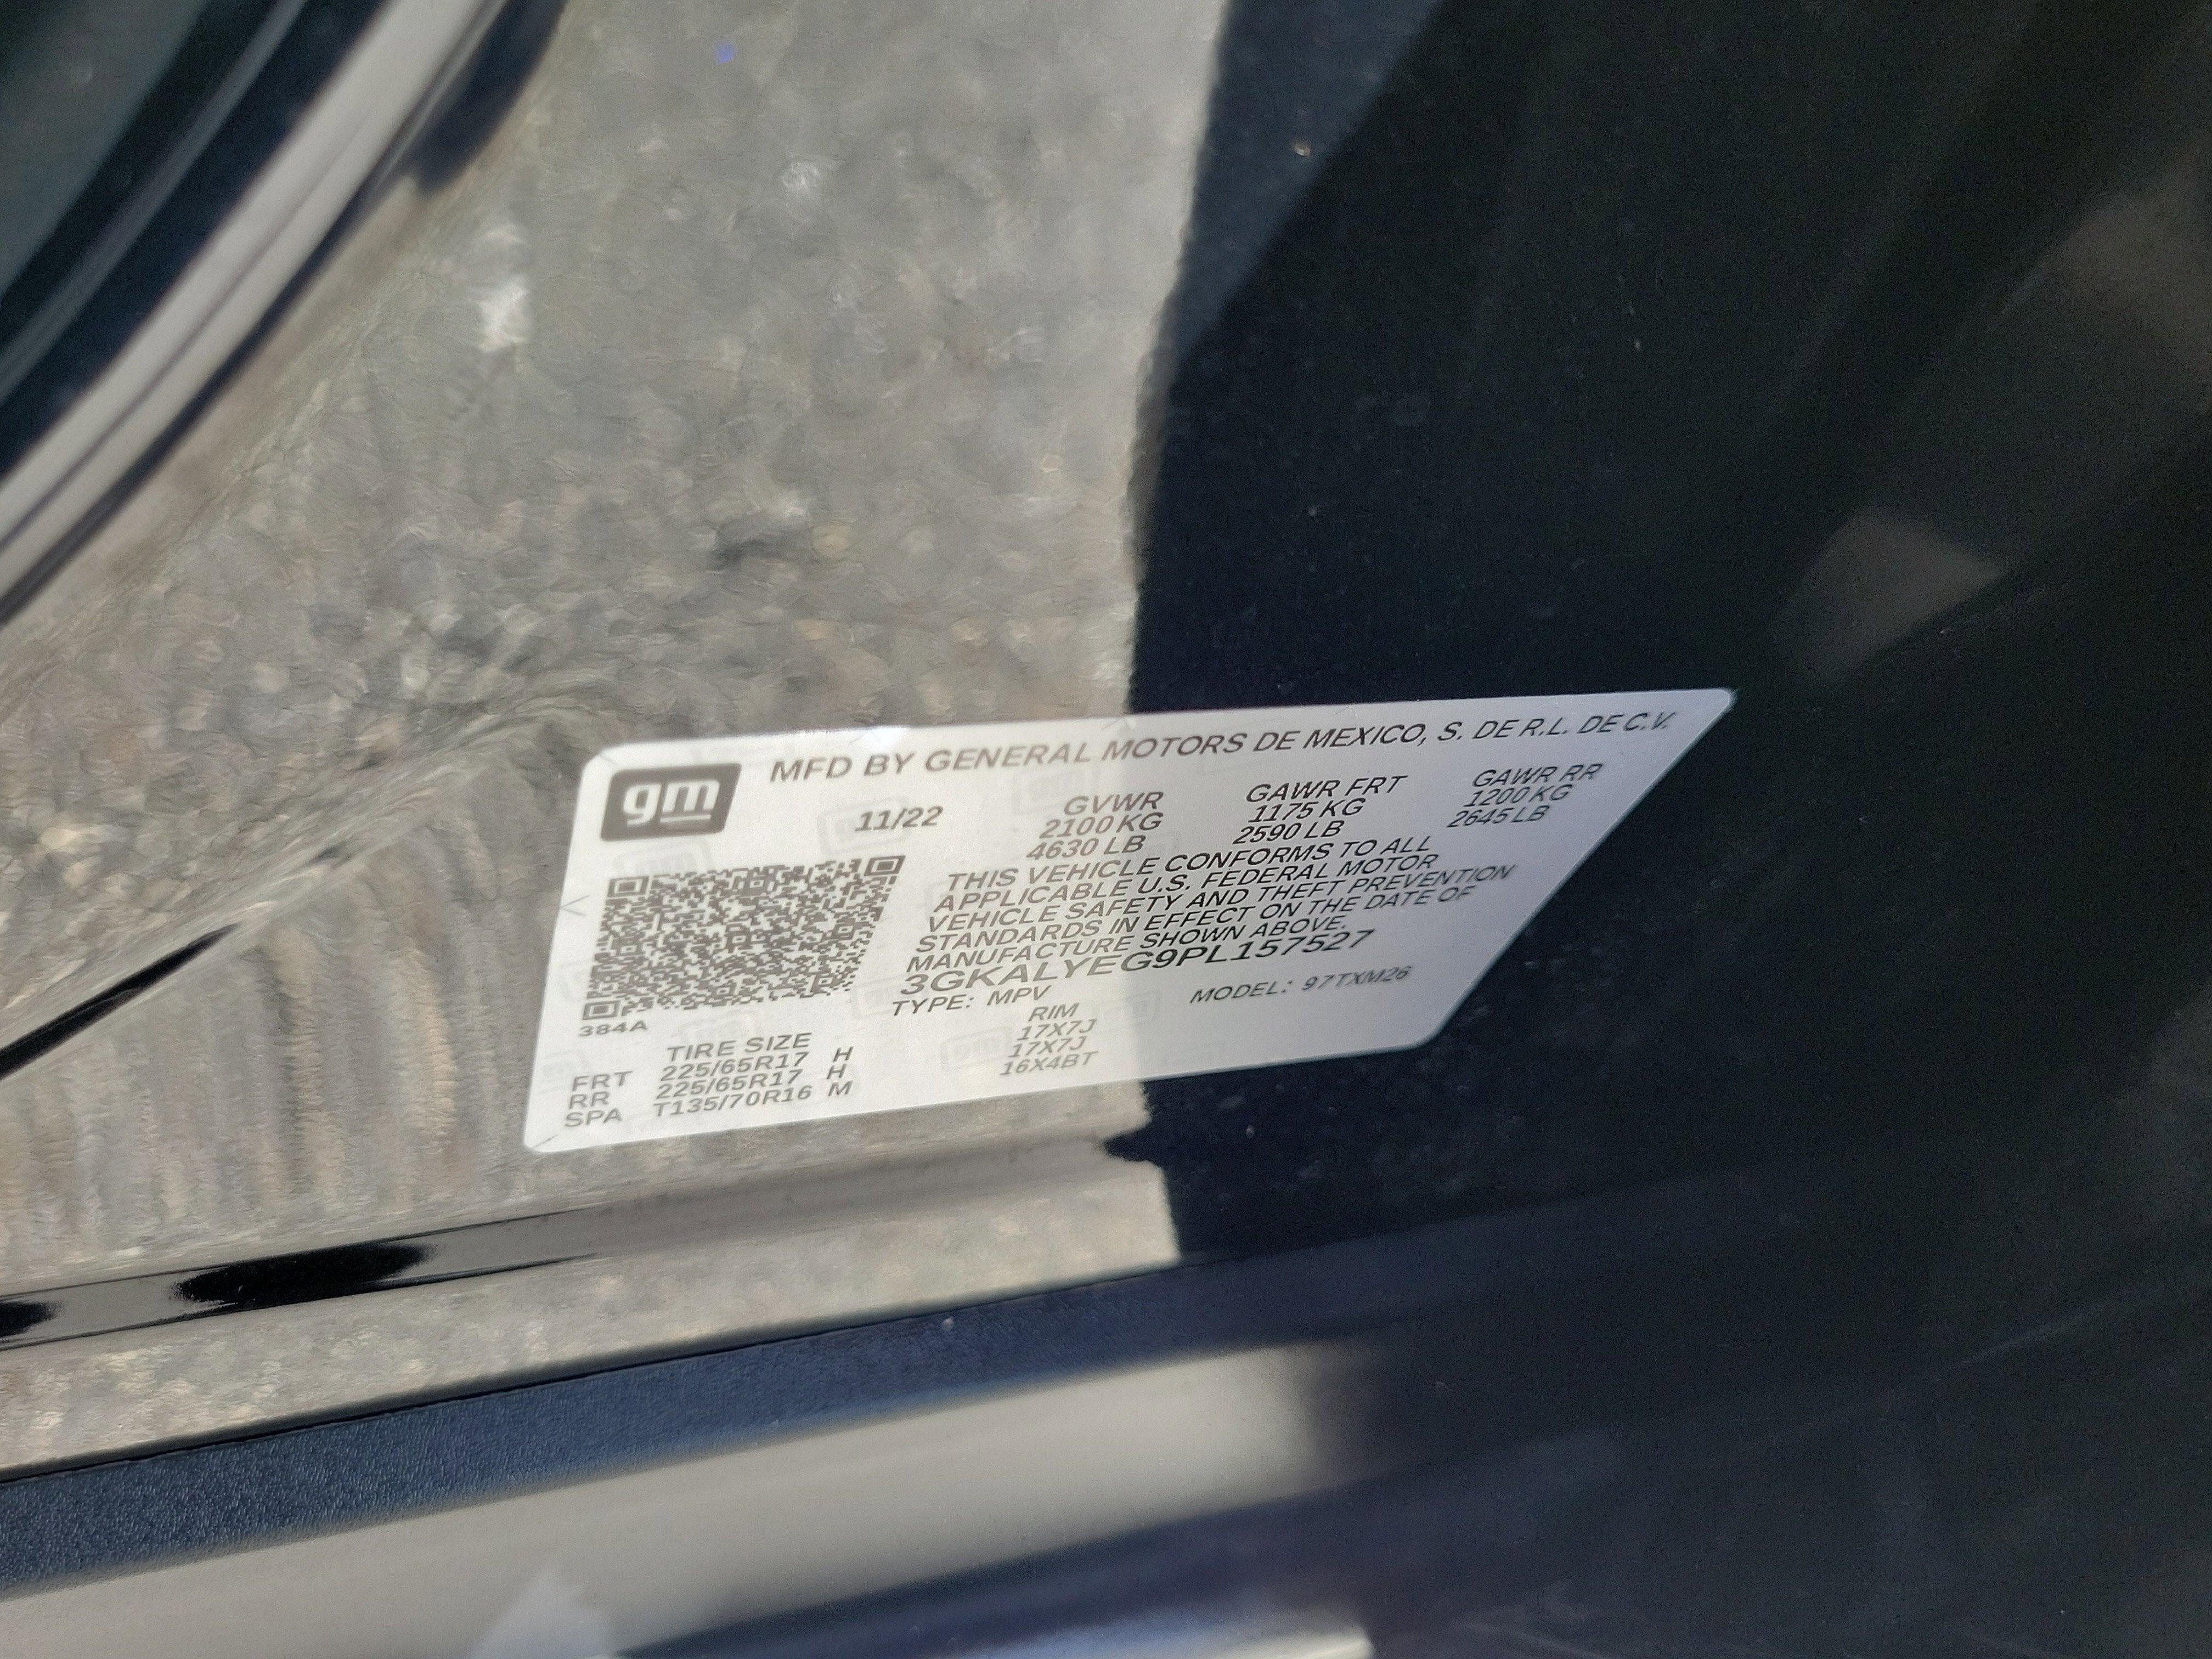 gm
MFD BY GENERAL MOTORS DE MEXICO, S. DE R.L. DE C.V.
11/22 GVWR GAWR FRT GAWR RR
2100 KG 1175 KG 1200 KG
4630 LB 2590 LB 2645 LB
THIS VEHICLE CONFORMS TO ALL
APPLICABLE U.S. FEDERAL MOTOR
VEHICLE SAFETY AND THEFT PREVENTION
STANDARDS IN EFFECT ON THE DATE OF
MANUFACTURE SHOWN ABOVE.
3GKALYEG9PL157527
TYPE: MPV MODEL: 97TXM26
384A
TIRE SIZE RIM
FRT 225/65R17 H 17X7J
RR 225/65R17 H 17X7J
SPA T135/70R16 M 16X4BT